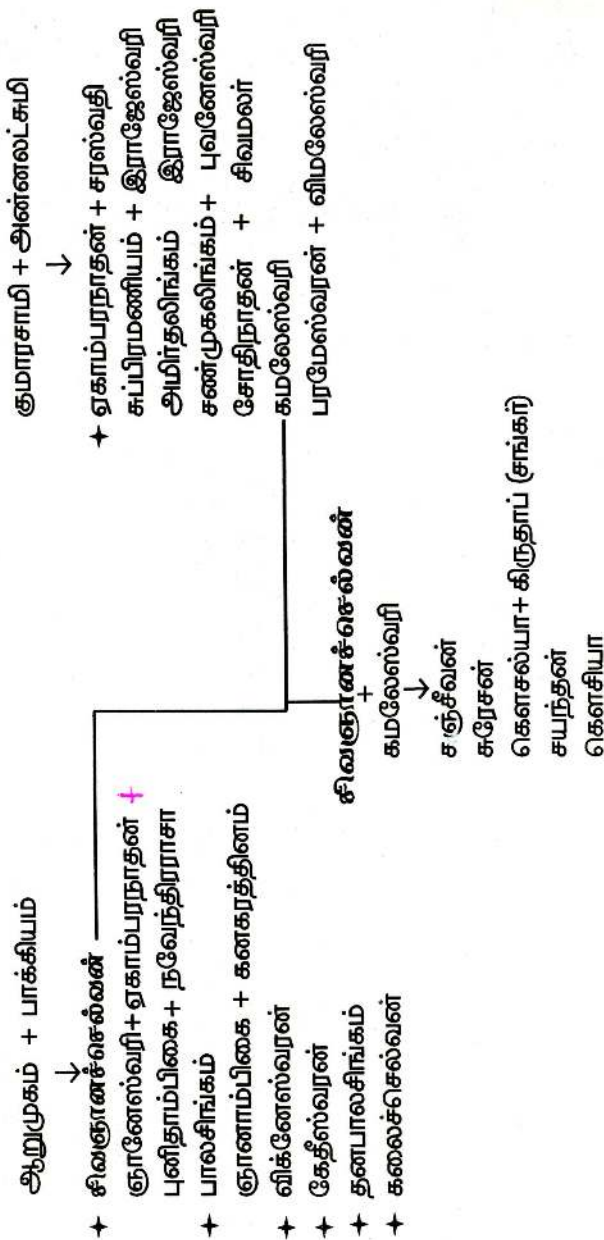 ஆறுமுகம் + பாக்கியம்
↓
✦ சிவஞானச்செல்வன்
ஞானேஸ்வரி+ஏகாம்பரநாதன் +
புனிதாம்பிகை+ நவேந்திரராசா
✦ பாலசிங்கம்
ஞானாம்பிகை + கனகரத்தினம்
✦ விக்னேஸ்வரன்
✦ கேதீஸ்வரன்
✦ தனபாலசிங்கம்
✦ கலைச்செல்வன்
குமாரசாமி + அன்னலட்சுமி
↓
✦ ஏகாம்பரநாதன் + சரஸ்வதி
சுப்பிரமணியம் + இராஜேஸ்வரி
அமிர்தலிங்கம் இராஜேஸ்வரி
சண்முகலிங்கம்+ புவனேஸ்வரி
சோதிநாதன் + சிவமலர்
கமலேஸ்வரி
பரமேஸ்வரன் + விமலேஸ்வரி
சிவஞானச்செல்வன்
+
கமலேஸ்வரி
↓
சஞ்சீவன்
சுரேசன்
கௌசல்யா+ கிருதாப் (சங்கர்)
சயந்தன்
கௌசியா